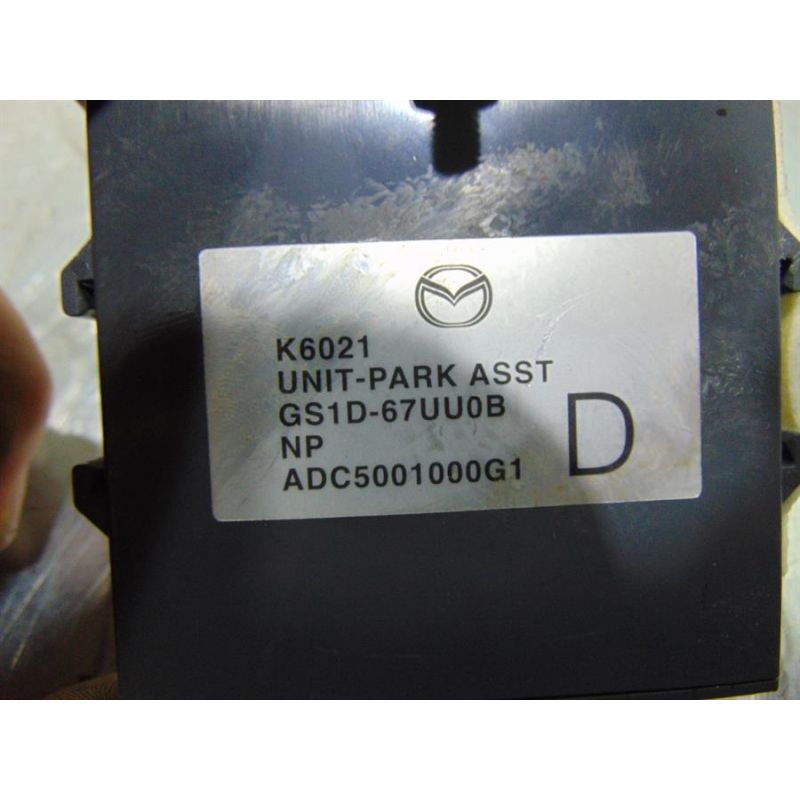 K6021
UNIT-PARK ASST
GS1D-67UU0B
NP
ADC5001000G1
D